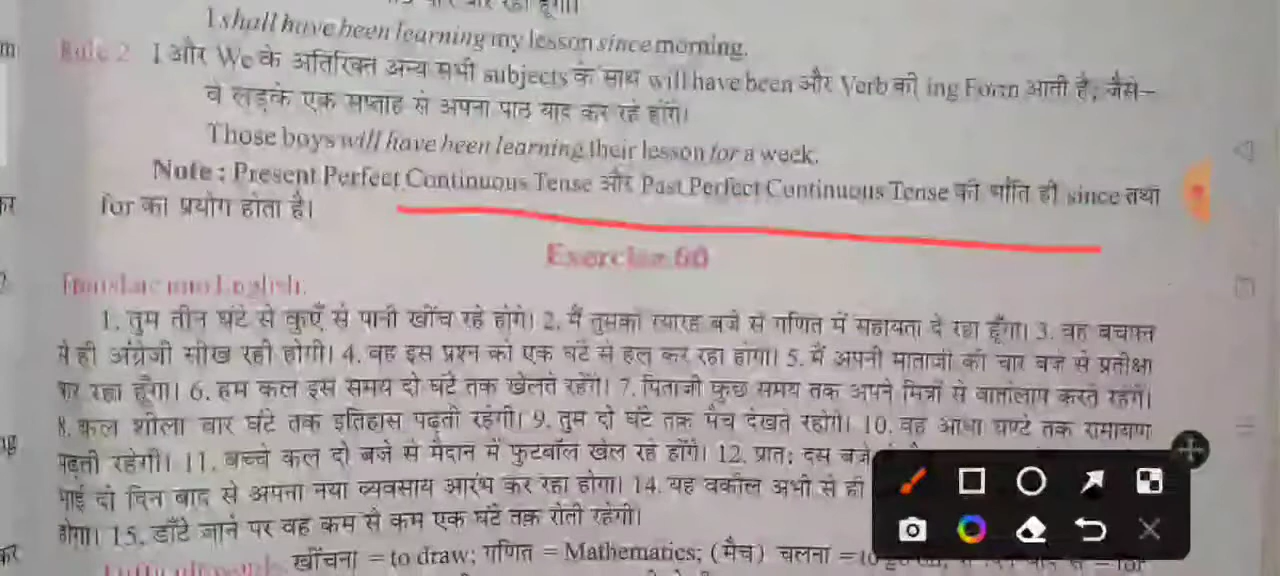 I shall have been learning my lesson since morning.
Rule 2 I और We के अतिरिक्त अन्य सभी subjects के साथ will have been और Verb की ing Form आती है; जैसे—
वे लड़के एक सप्ताह से अपना पाठ याद कर रहे होंगे।
Those boys will have been learning their lesson for a week.
Note : Present Perfect Continuous Tense और Past Perfect Continuous Tense की भाँति ही since तथा
for का प्रयोग होता है।
Exercise 60
Translate into English.
1. तुम तीन घंटे से कुएँ से पानी खींच रहे होंगे। 2. मैं तुमको ग्यारह बजे से गणित में सहायता दे रहा हूँगा। 3. वह बचपन
से ही अंग्रेजी सीख रही होगी। 4. वह इस प्रश्न को एक घंटे से हल कर रहा होगा। 5. मैं अपनी माताजी की चार बजे से प्रतीक्षा
कर रहा हूँगा। 6. हम कल इस समय दो घंटे तक खेलते रहेंगे। 7. पिताजी कुछ समय तक अपने मित्रों से वार्तालाप करते रहेंगे।
8. कल शीला चार घंटे तक इतिहास पढ़ती रहेगी। 9. तुम दो घंटे तक मैच देखते रहोगे। 10. वह आधा घण्टे तक रामायण
पढ़ती रहेगी। 11. बच्चे कल दो बजे से मैदान में फुटबॉल खेल रहे होंगे। 12. प्रात: दस बजे
भाई दो दिन बाद से अपना नया व्यवसाय आरंभ कर रहा होगा। 14. यह वकील अभी से ही
होगा। 15. डाँटे जाने पर वह कम से कम एक घंटे तक रोती रहेगी।
खींचना = to draw; गणित = Mathematics; (मैच) चलना =